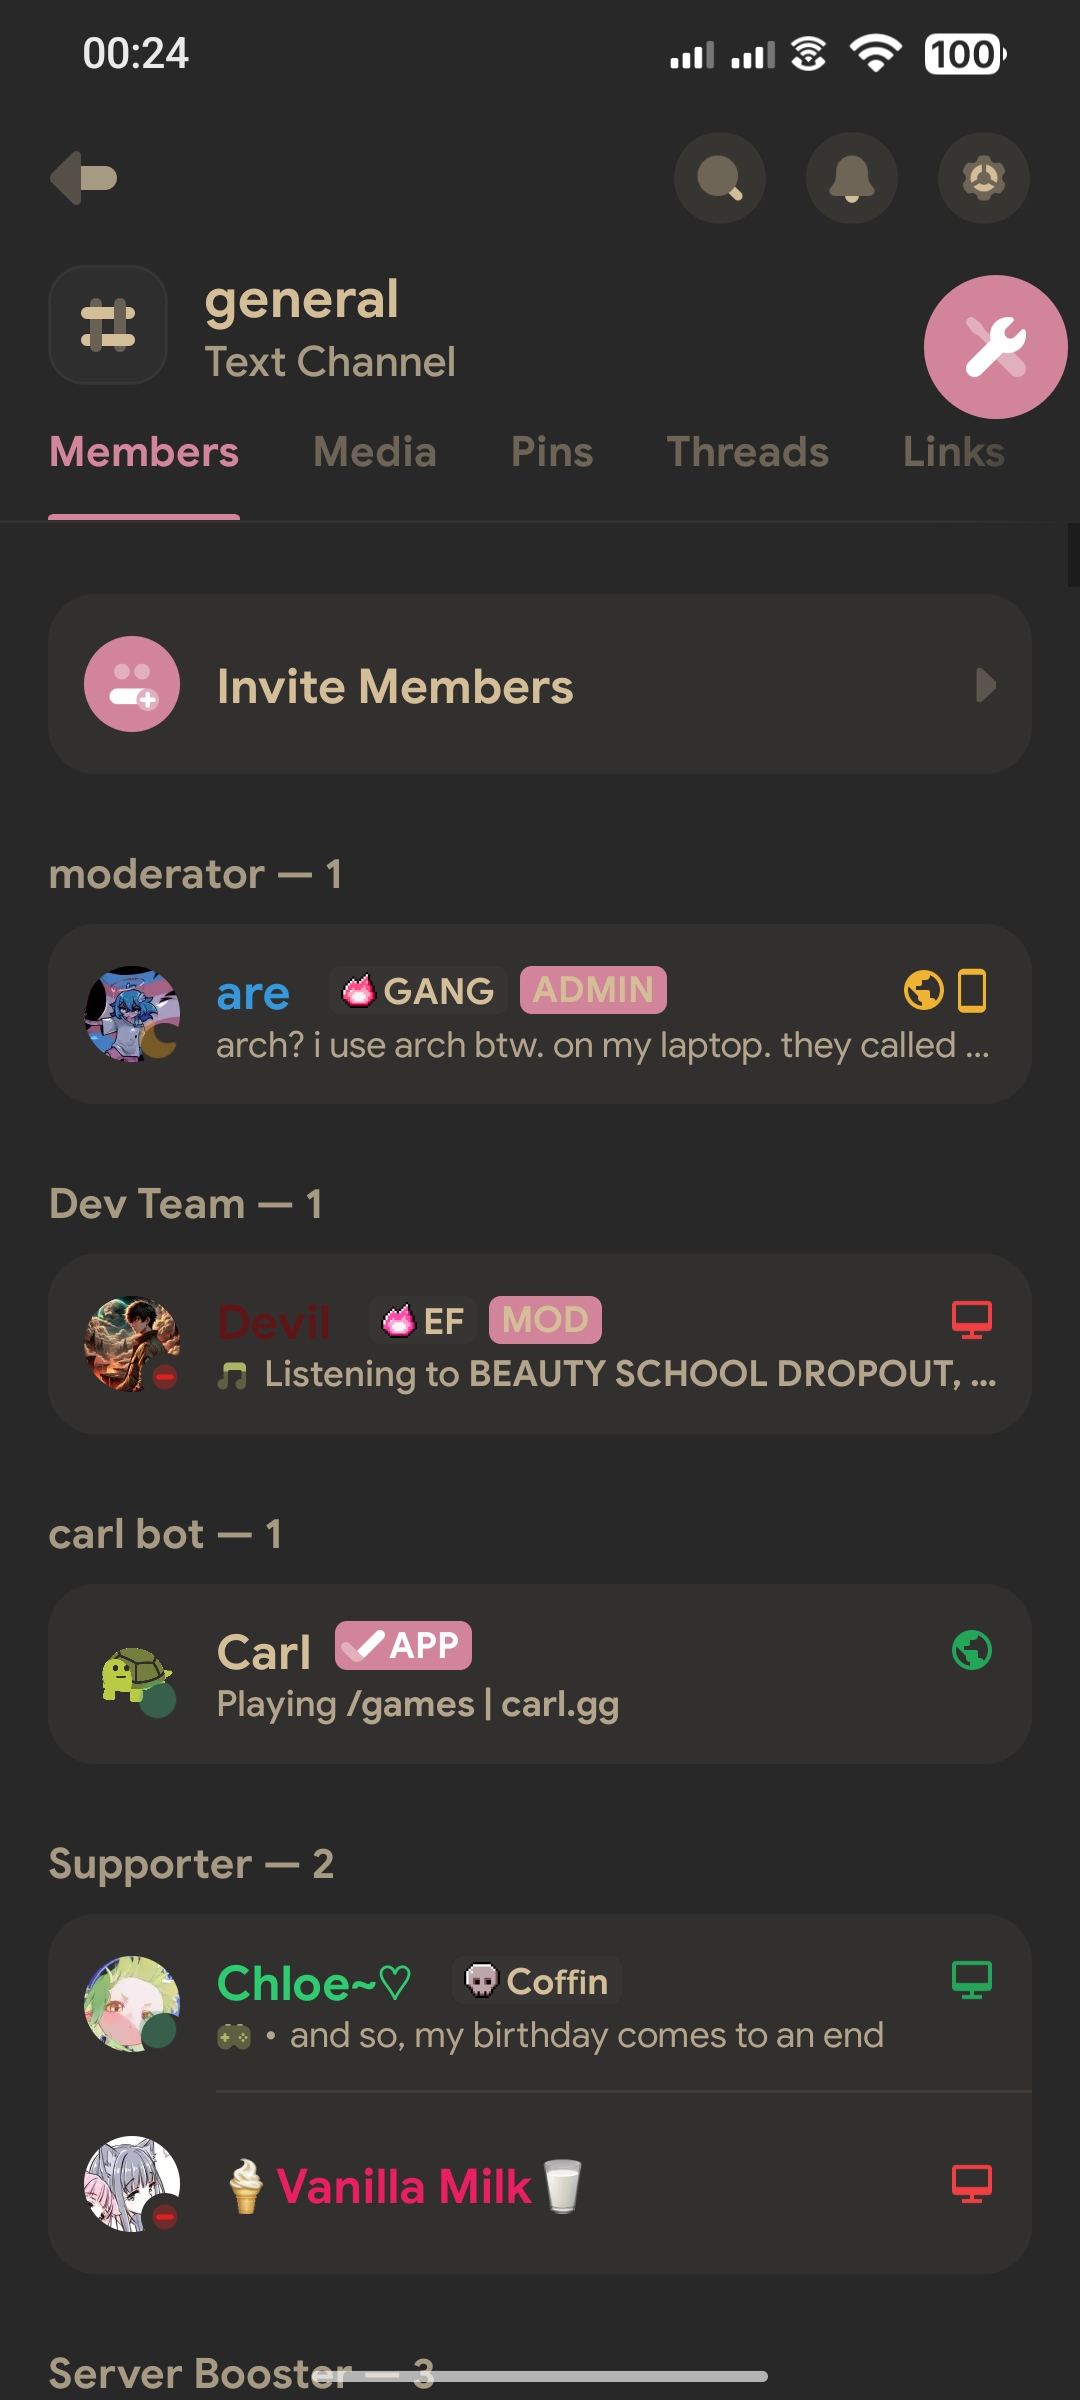 00:24
100
general
Text Channel
Members Media Pins Threads Links
Invite Members
moderator — 1
are GANG ADMIN
arch? i use arch btw. on my laptop. they called ...
Dev Team — 1
Devil EF MOD
Listening to BEAUTY SCHOOL DROPOUT, ...
carl bot — 1
Carl APP
Playing /games | carl.gg
Supporter — 2
Chloe~♡ Coffin
• and so, my birthday comes to an end
🍦Vanilla Milk🥛
Server Booster — 3